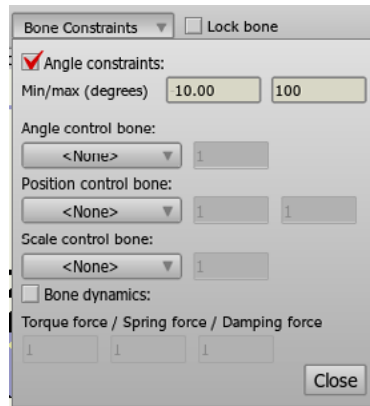 Bone Constraints Lock bone
Angle constraints:
Min/max (degrees) -10.00 100
Angle control bone:
<None> 1
Position control bone:
<None> 1 1
Scale control bone:
<None> 1
Bone dynamics:
Torque force / Spring force / Damping force
1 1 1
Close